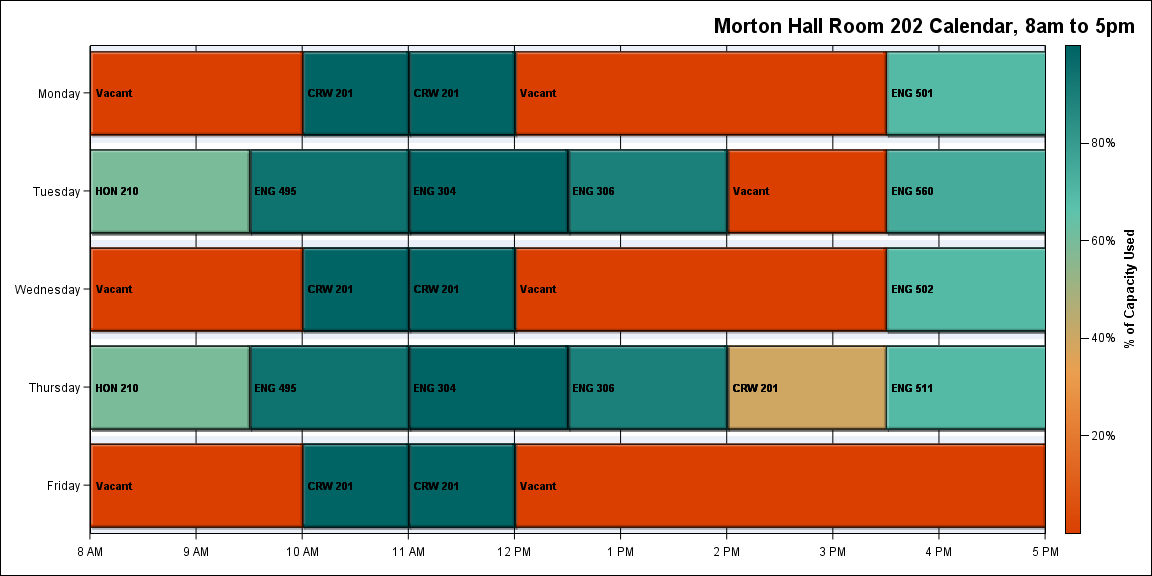 Morton Hall Room 202 Calendar, 8am to 5pm
Monday
Vacant
CRW 201
CRW 201
Vacant
ENG 501
Tuesday
HON 210
ENG 495
ENG 304
ENG 306
Vacant
ENG 560
Wednesday
Vacant
CRW 201
CRW 201
Vacant
ENG 502
Thursday
HON 210
ENG 495
ENG 304
ENG 306
CRW 201
ENG 511
Friday
Vacant
CRW 201
CRW 201
Vacant
8 AM
9 AM
10 AM
11 AM
12 PM
1 PM
2 PM
3 PM
4 PM
5 PM
80%
60%
40%
20%
% of Capacity Used